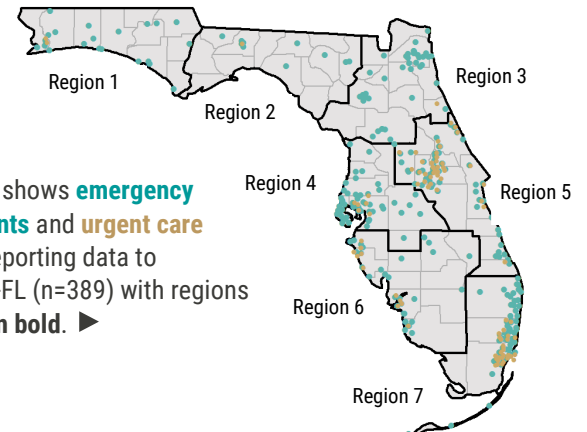 Region 1
Region 2
Region 3
Region 4
Region 5
shows emergency
nts and urgent care
eporting data to
FL (n=389) with regions
n bold. ►
Region 6
Region 7